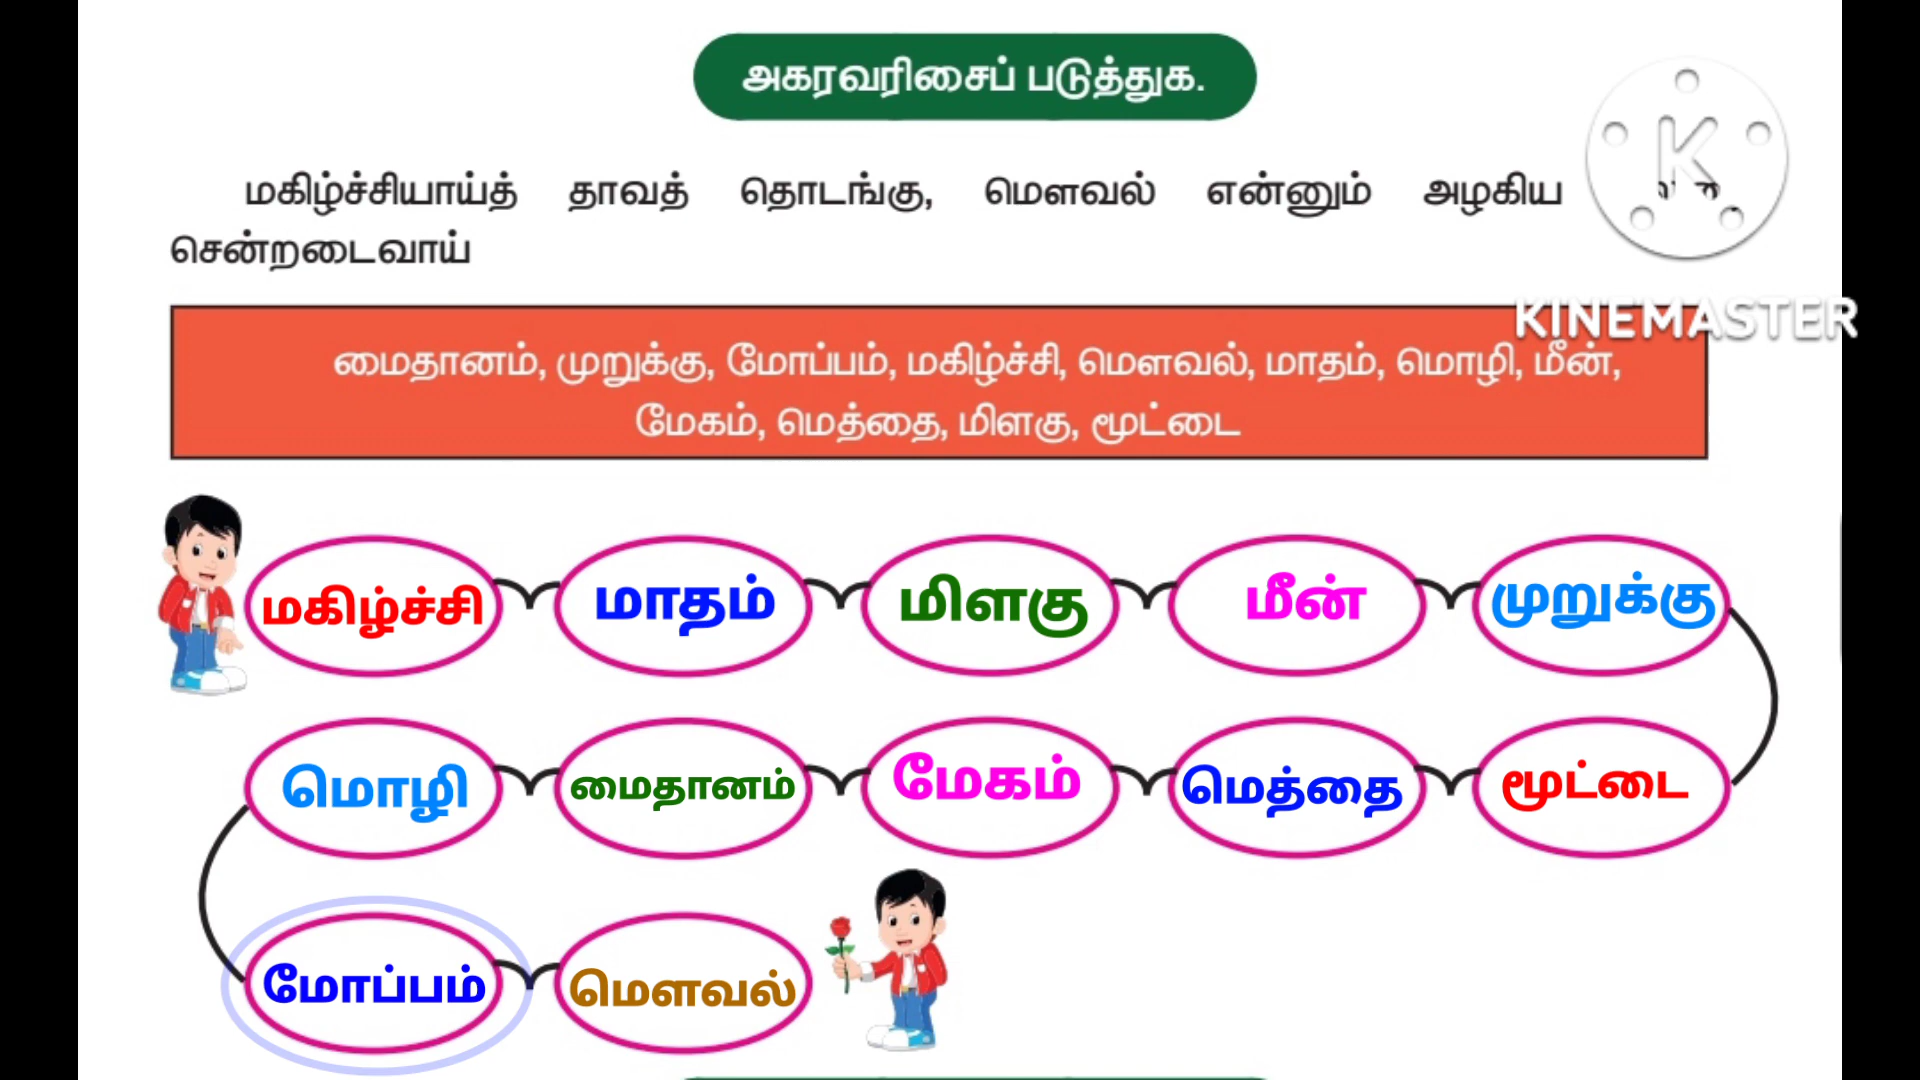 அகரவரிசைப் படுத்துக.
மகிழ்ச்சியாய்த் தாவத் தொடங்கு, மௌவல் என்னும் அழகிய
சென்றடைவாய்
K
KINEMASTER
மைதானம், முறுக்கு, மோப்பம், மகிழ்ச்சி, மௌவல், மாதம், மொழி, மீன்,
மேகம், மெத்தை, மிளகு, மூட்டை
மகிழ்ச்சி மாதம் மிளகு மீன் முறுக்கு
மொழி மைதானம் மேகம் மெத்தை மூட்டை
மோப்பம் மௌவல்